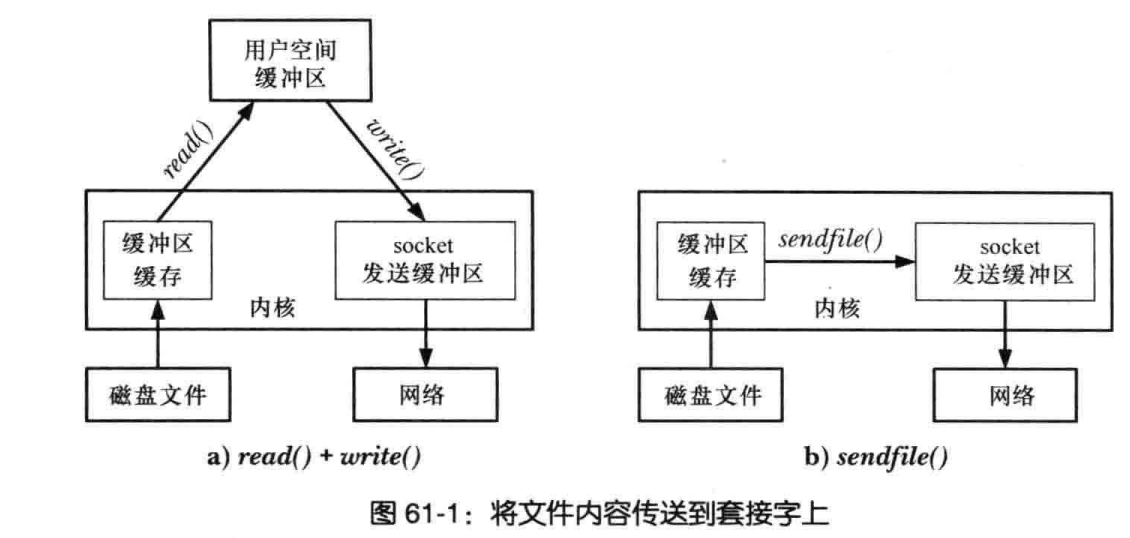 用户空间
缓冲区
read()
write()
缓冲区
缓存
socket
发送缓冲区
内核
磁盘文件
网络
a) read() + write()
缓冲区
缓存
sendfile()
socket
发送缓冲区
内核
磁盘文件
网络
b) sendfile()
图 61-1：将文件内容传送到套接字上